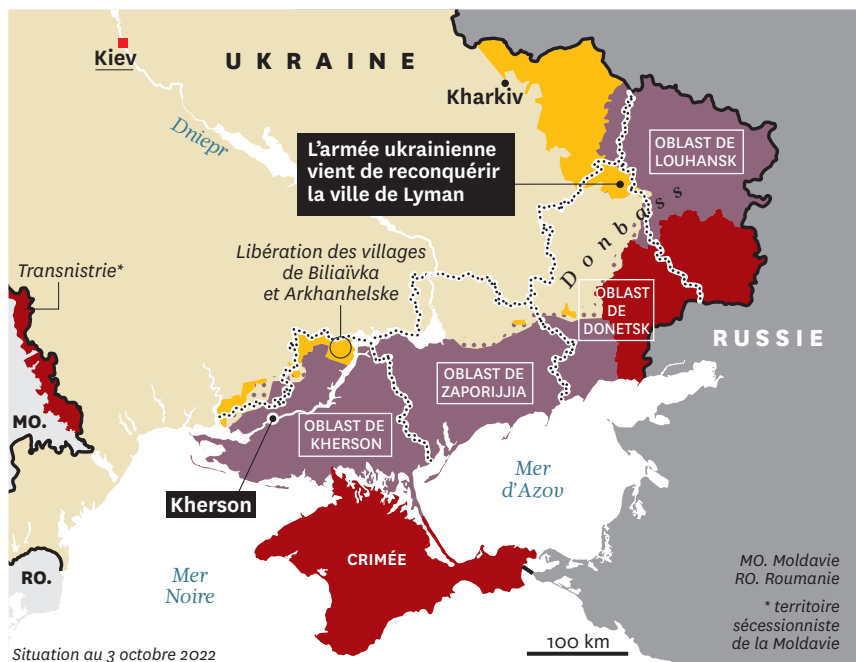 UKRAINE
Kiev
Dniepr
Kharkiv
OBLAST DE
LOUHANSK
L’armée ukrainienne
vient de reconquérir
la ville de Lyman
Donbass
Libération des villages
de Biliaïvka
et Arkhanhelske
Transnistrie*
OBLAST
DE
DONETSK
RUSSIE
OBLAST DE
ZAPORIJJIA
MO.
OBLAST DE
KHERSON
Kherson
Mer
d’Azov
CRIMÉE
RO.
Mer
Noire
MO. Moldavie
RO. Roumanie
* territoire
sécessionniste
de la Moldavie
100 km
Situation au 3 octobre 2022